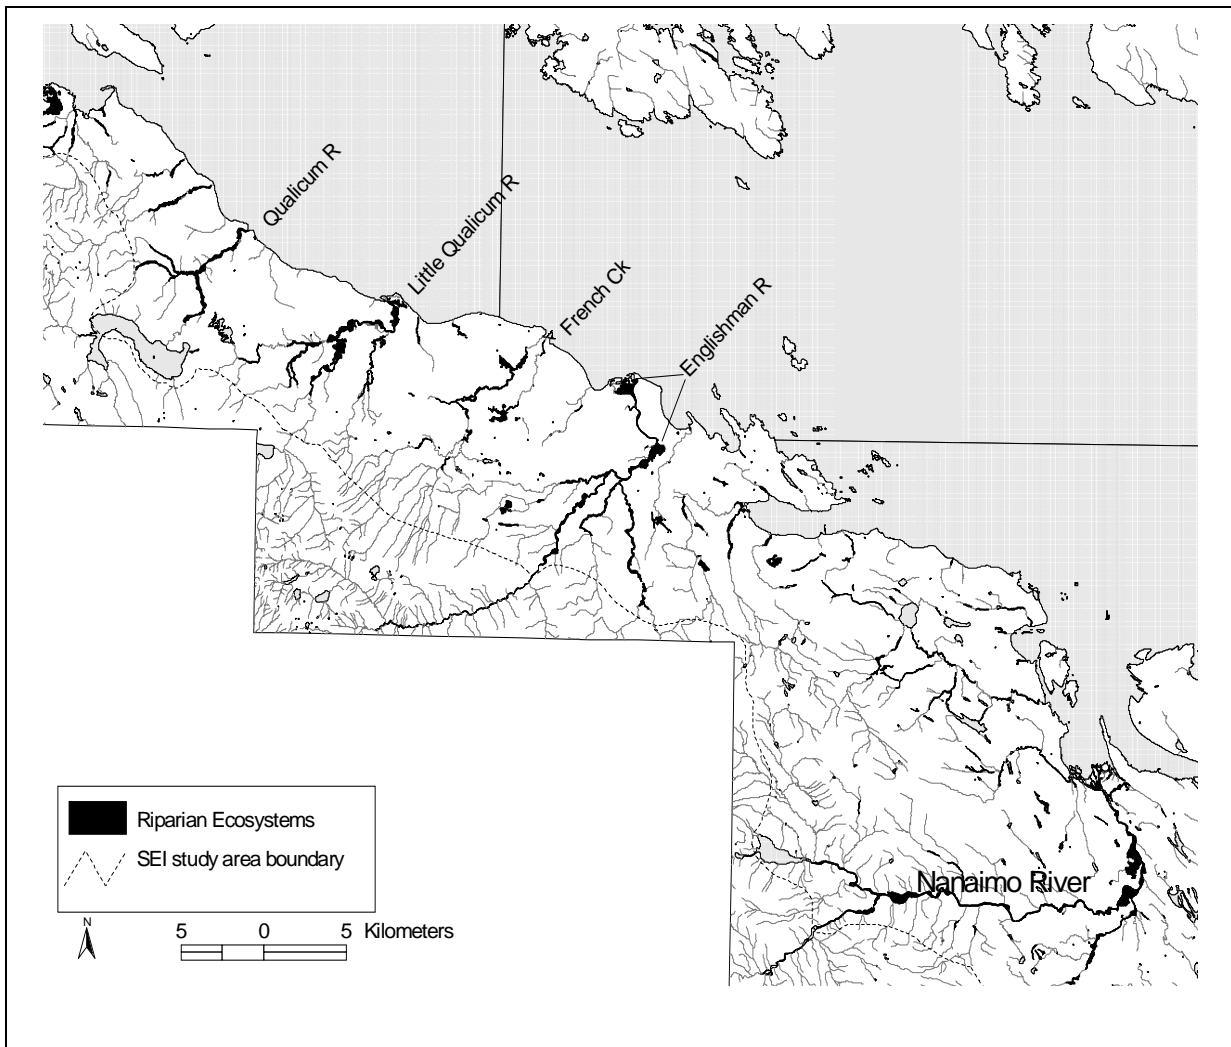 Qualicum R
Little Qualicum R
French Ck
Englishman R
Nanaimo River
Riparian Ecosystems
SEI study area boundary
N
5 0 5 Kilometers